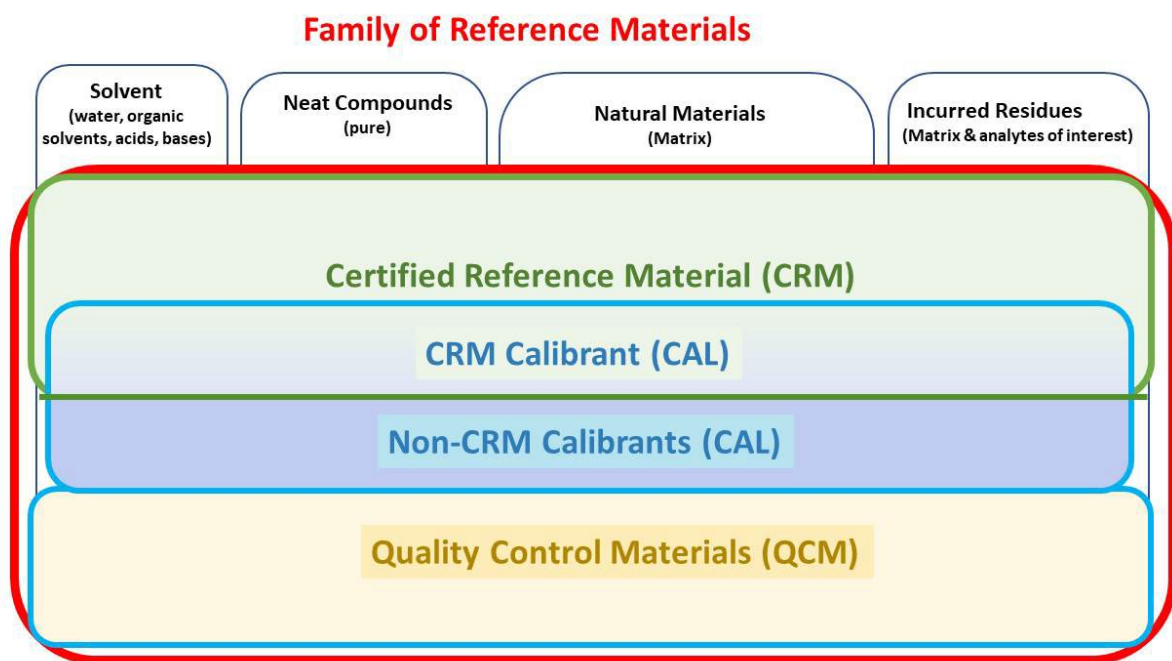 Family of Reference Materials
Solvent
(water, organic
solvents, acids, bases)
Neat Compounds
(pure)
Natural Materials
(Matrix)
Incurred Residues
(Matrix & analytes of interest)
Certified Reference Material (CRM)
CRM Calibrant (CAL)
Non-CRM Calibrants (CAL)
Quality Control Materials (QCM)